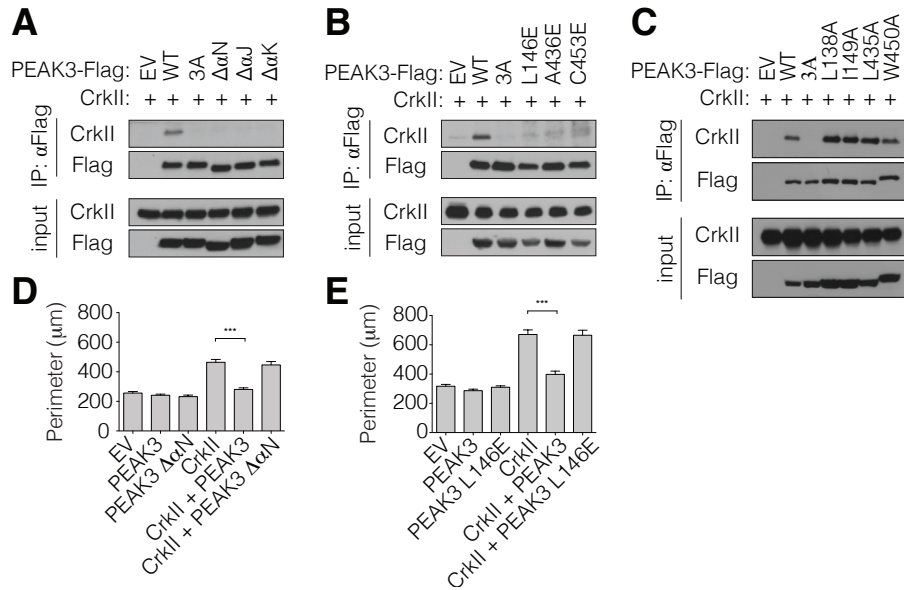 A
PEAK3-Flag: EV WT 3A ΔαN ΔαJ ΔαK
CrkII: + + + + + +
IP: αFlag
CrkII
Flag
input
CrkII
Flag
B
PEAK3-Flag: EV WT 3A L146E A436E C453E
CrkII: + + + + + +
IP: αFlag
CrkII
Flag
input
CrkII
Flag
C
PEAK3-Flag: EV WT 3A L138A I149A L435A W450A
CrkII: + + + + + + +
IP: αFlag
CrkII
Flag
input
CrkII
Flag
D
Perimeter (μm)
800
600
400
200
0
***
EV
PEAK3
PEAK3 ΔαN
CrkII
CrkII + PEAK3
CrkII + PEAK3 ΔαN
E
Perimeter (μm)
800
600
400
200
0
***
EV
PEAK3
PEAK3 L146E
CrkII
CrkII + PEAK3
CrkII + PEAK3 L146E